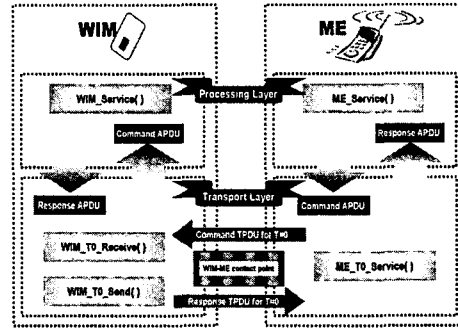 WIM
ME
Processing Layer
WIM_Service( )
ME_Service( )
Command APDU
Response APDU
Transport Layer
Response APDU
Command APDU
Command TPDU for T=0
WIM_T0_Receive( )
WIM-ME contact point
ME_T0_Service( )
WIM_T0_Send( )
Response TPDU for T=0